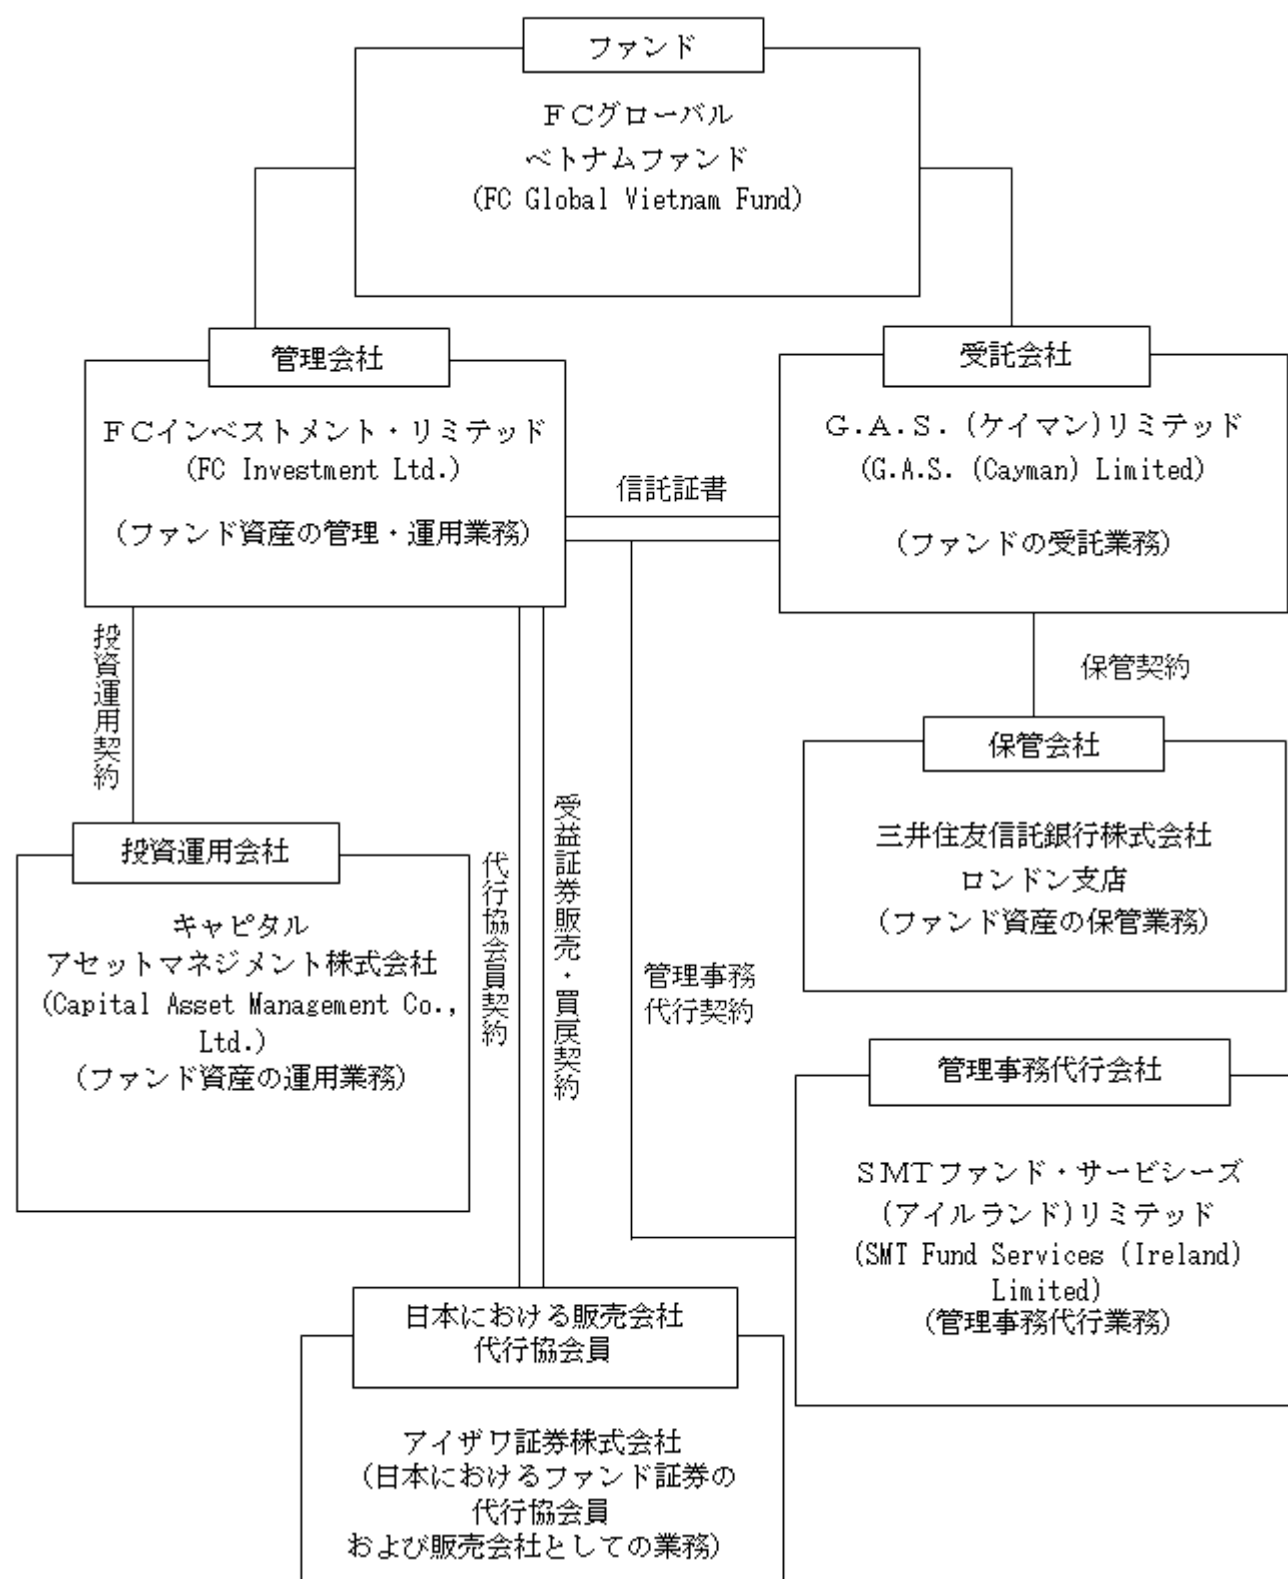 ファンド
ＦＣグローバル
ベトナムファンド
(FC Global Vietnam Fund)
管理会社
ＦＣインベストメント・リミテッド
(FC Investment Ltd.)
(ファンド資産の管理・運用業務)
受託会社
Ｇ.Ａ.Ｓ.(ケイマン)リミテッド
(G.A.S. (Cayman) Limited)
(ファンドの受託業務)
信託証書
投資運用契約
保管契約
保管会社
三井住友信託銀行株式会社
ロンドン支店
(ファンド資産の保管業務)
投資運用会社
キャピタル
アセットマネジメント株式会社
(Capital Asset Management Co.,
Ltd.)
(ファンド資産の運用業務)
代行協会員契約
受益証券販売・買戻契約
管理事務
代行契約
管理事務代行会社
ＳＭＴファンド・サービシーズ
(アイルランド)リミテッド
(SMT Fund Services (Ireland)
Limited)
(管理事務代行業務)
日本における販売会社
代行協会員
アイザワ証券株式会社
(日本におけるファンド証券の
代行協会員
および販売会社としての業務)